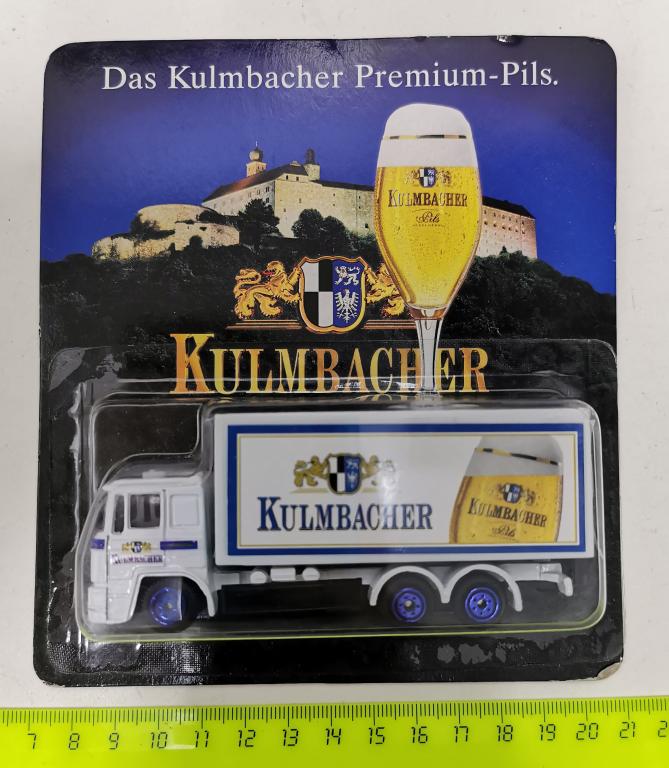 Das Kulmbacher Premium-Pils.
KULMBACHER
Pils
KULMBACHER
KULMBACHER
KULMBACHER
Pils
KULMBACHER
7 8 9 10 11 12 13 14 15 16 17 18 19 20 21